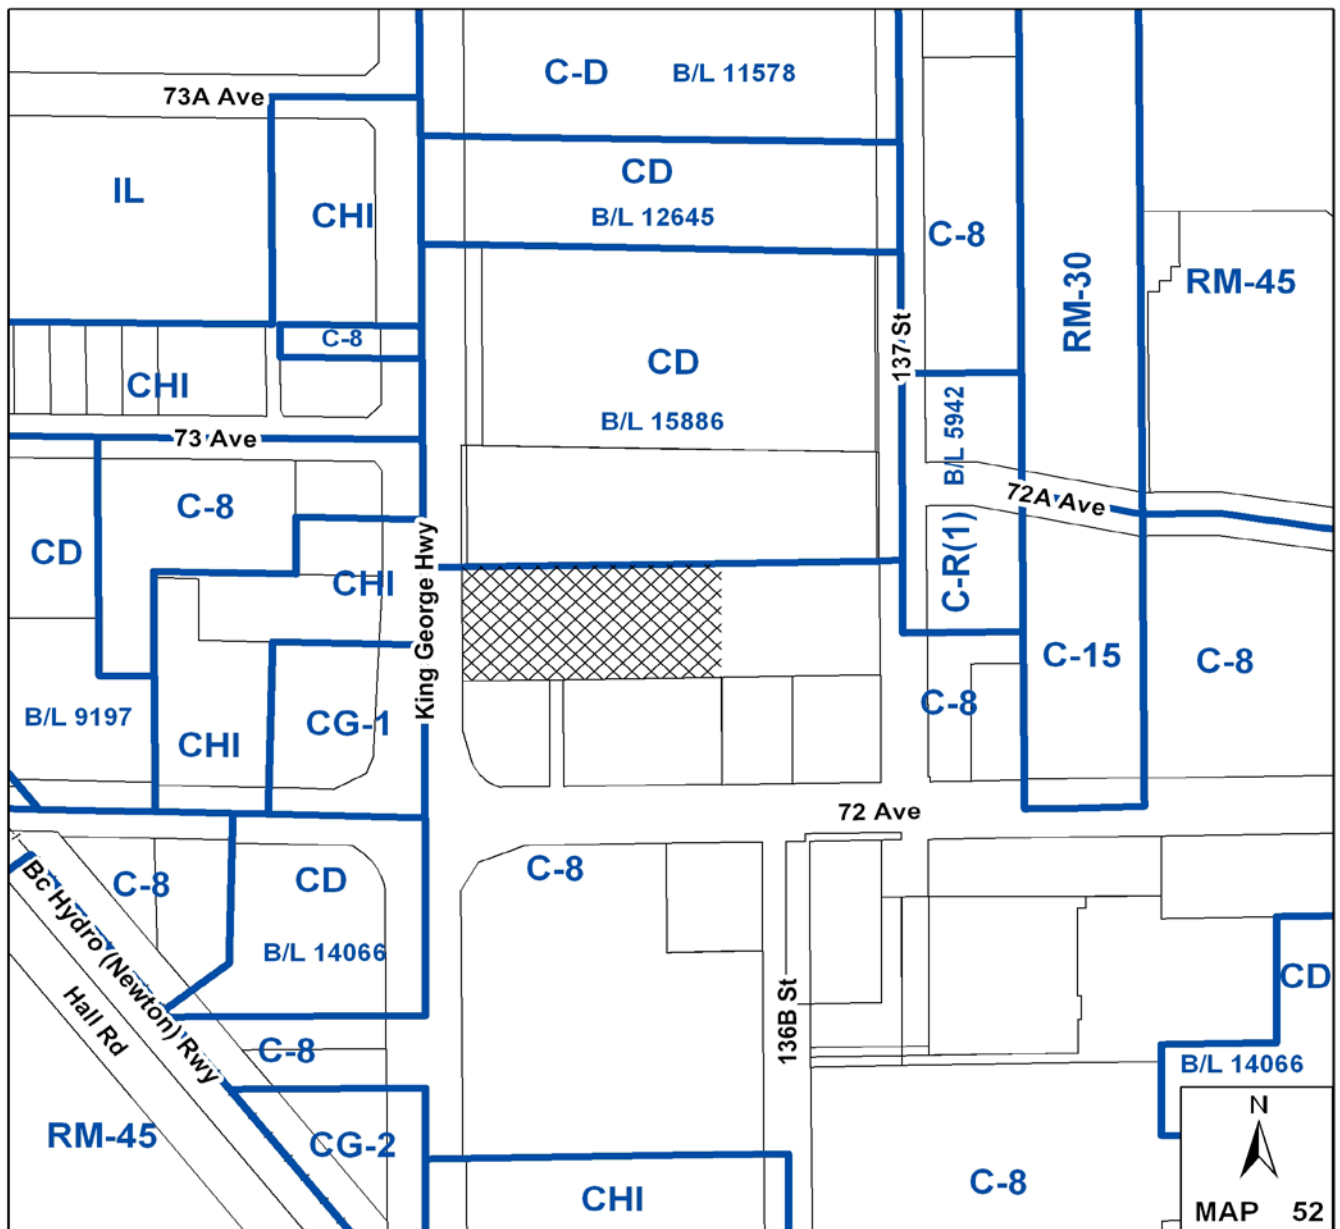 C-D B/L 11578
73A Ave
CD
B/L 12645
IL
CHI
C-8
RM-30
RM-45
C-8
137 St
CD
B/L 15886
CHI
B/L 5942
73 Ave
72A Ave
C-8
CD
C-R(1)
CHI
King George Hwy
C-15
C-8
C-8
B/L 9197
CG-1
CHI
72 Ave
C-8
C-8
CD
B/L 14066
Bc Hydro (Newton) Rwy
Hall Rd
136B St
CD
C-8
B/L 14066
RM-45
CG-2
CHI
C-8
N
MAP 52